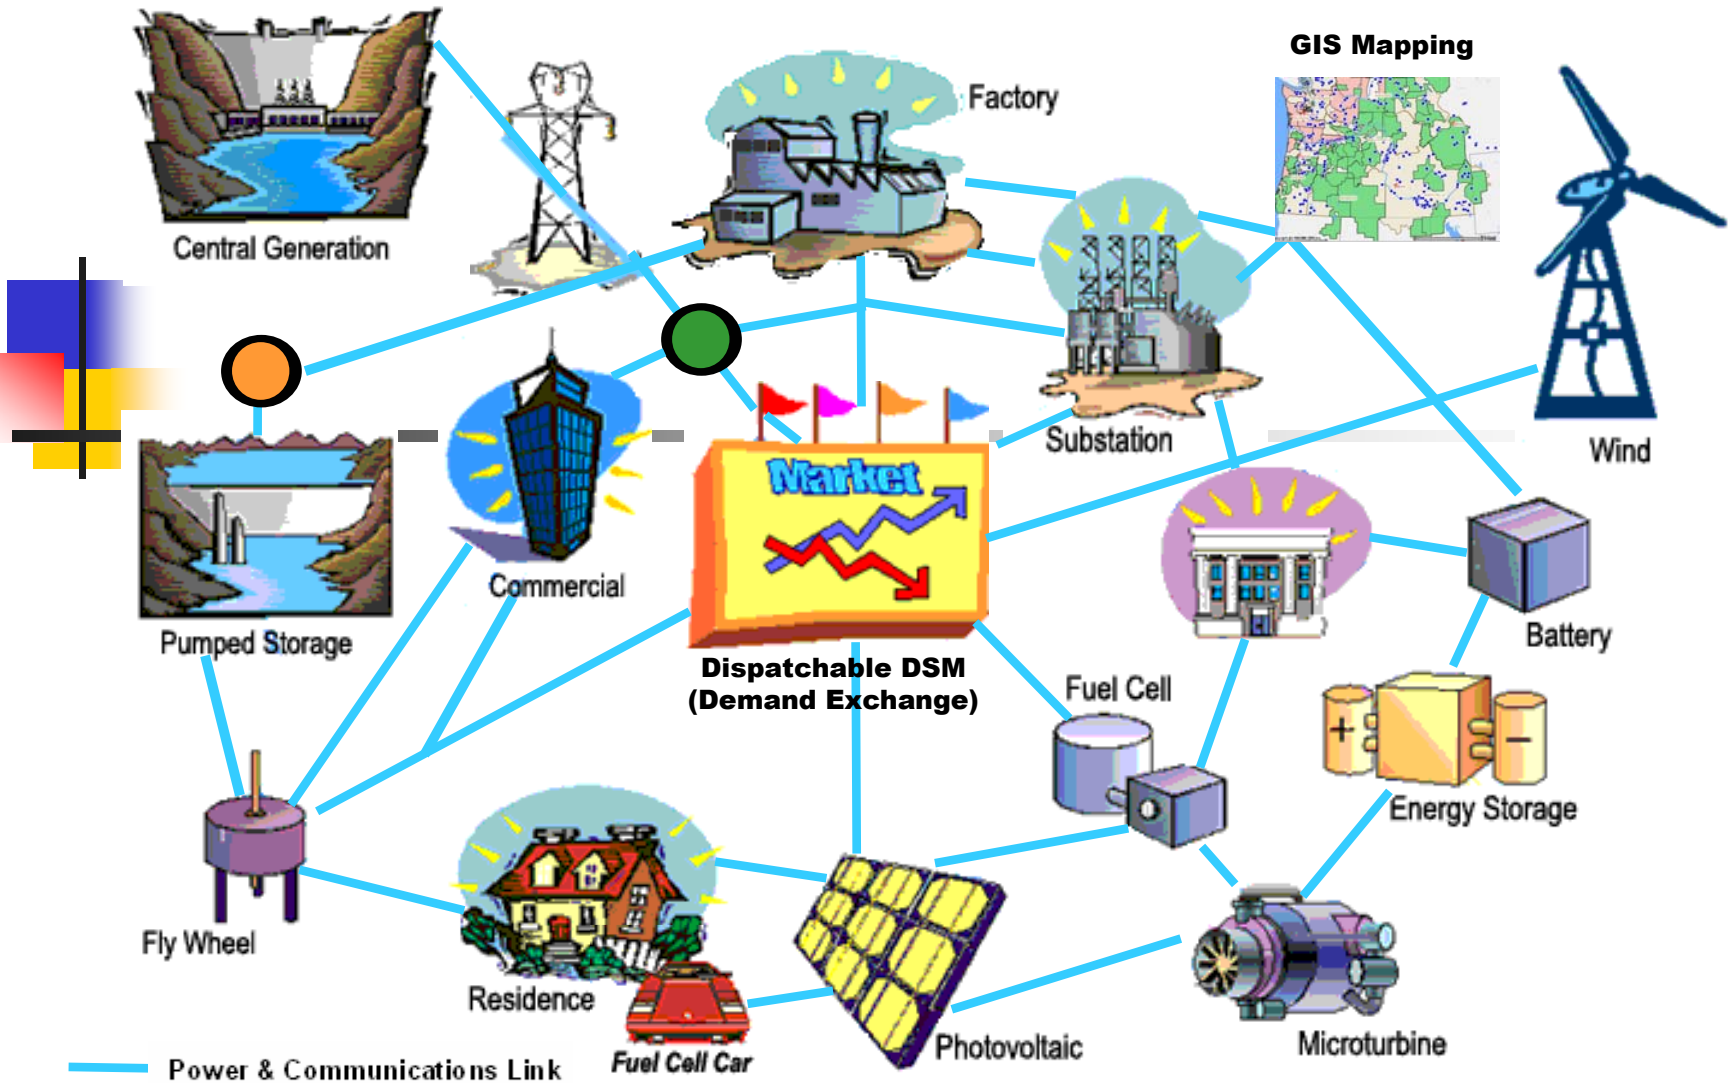 GIS Mapping
Factory
Central Generation
Substation
Wind
Market
Commercial
Pumped Storage
Battery
Dispatchable DSM
(Demand Exchange)
Fuel Cell
+
−
Energy Storage
Fly Wheel
Residence
Fuel Cell Car
Photovoltaic
Microturbine
Power & Communications Link